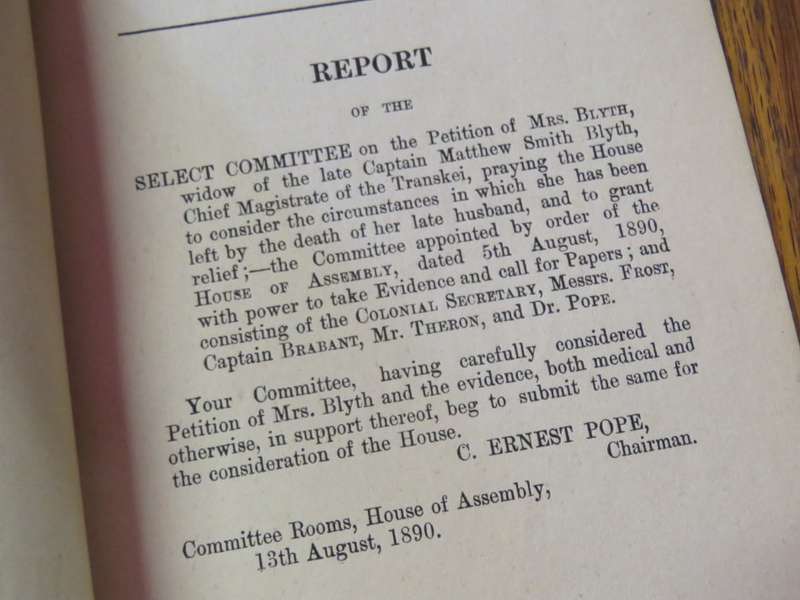 REPORT
OF THE
SELECT COMMITTEE on the Petition of MRS. BLYTH,
widow of the late Captain Matthew Smith Blyth,
Chief Magistrate of the Transkei, praying the House
to consider the circumstances in which she has been
left by the death of her late husband, and to grant
relief;—the Committee appointed by order of the
HOUSE OF ASSEMBLY, dated 5th August, 1890,
with power to take Evidence and call for Papers; and
consisting of the COLONIAL SECRETARY, Messrs. FROST,
Captain BRABANT, Mr. THERON, and Dr. POPE.
Your Committee, having carefully considered the
Petition of Mrs. Blyth and the evidence, both medical and
otherwise, in support thereof, beg to submit the same for
the consideration of the House.
C. ERNEST POPE,
Chairman.
Committee Rooms, House of Assembly,
13th August, 1890.